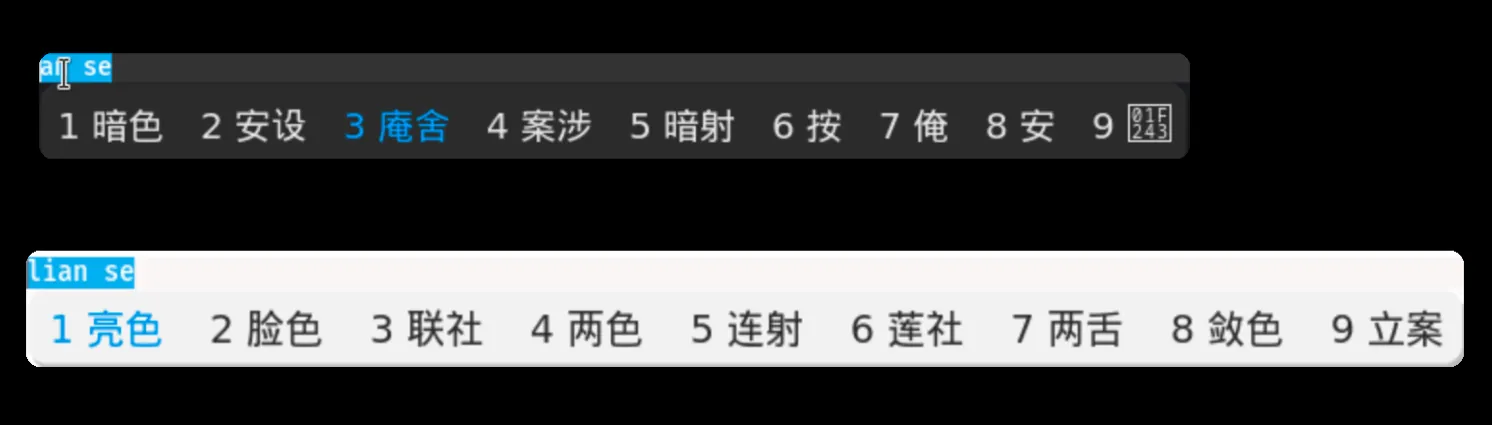 an se
1 暗色 2 安设 3 庵舍 4 案涉 5 暗射 6 按 7 俺 8 安 9
lian se
1 亮色 2 脸色 3 联社 4 两色 5 连射 6 莲社 7 两舌 8 敛色 9 立案